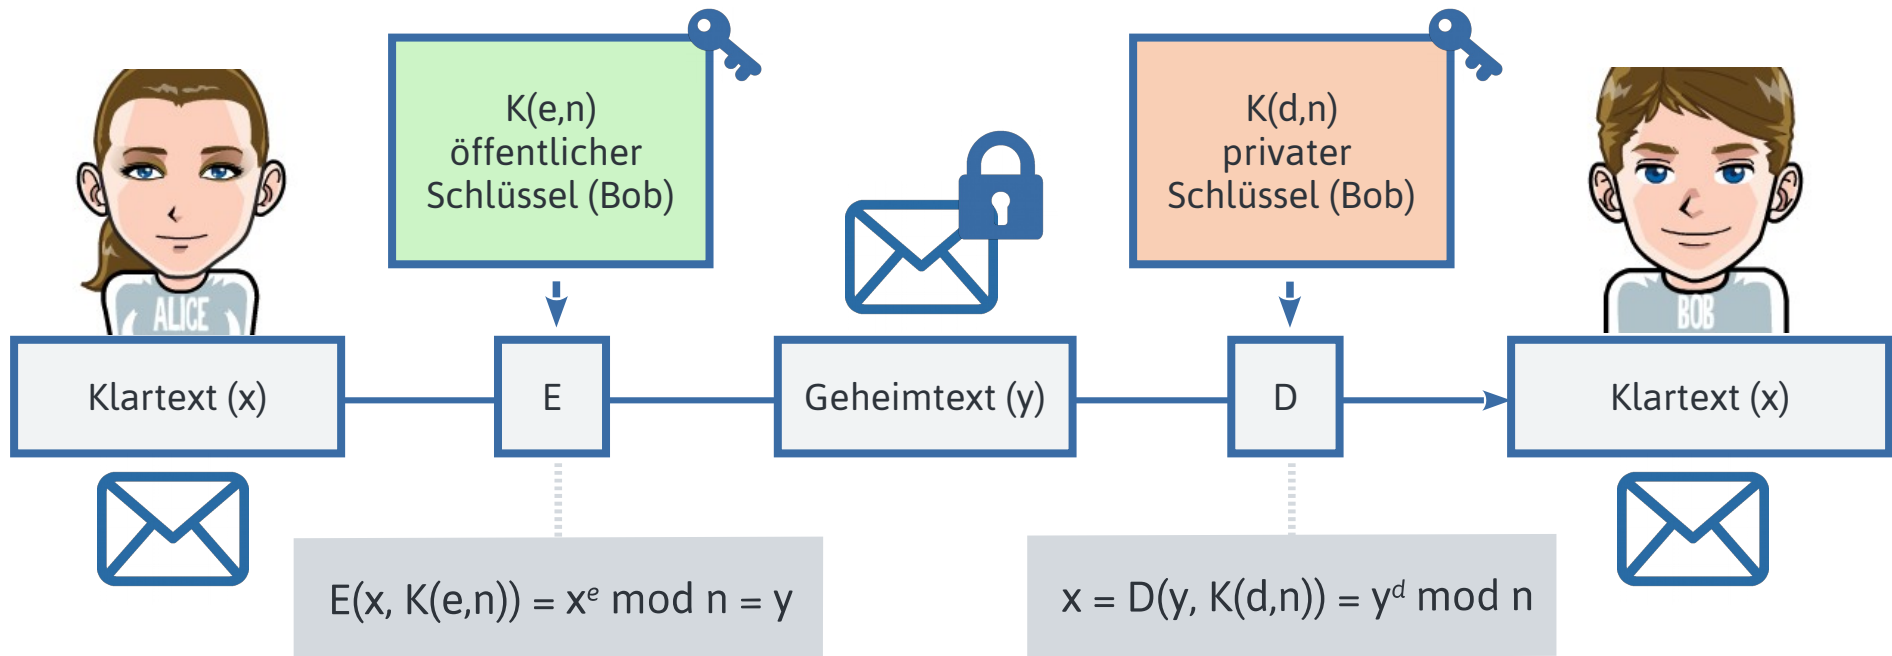 K(e,n)
öffentlicher
Schlüssel (Bob)
K(d,n)
privater
Schlüssel (Bob)
ALICE
BOB
Klartext (x)
E
Geheimtext (y)
D
Klartext (x)
E(x, K(e,n)) = xᵉ mod n = y
x = D(y, K(d,n)) = yᵈ mod n